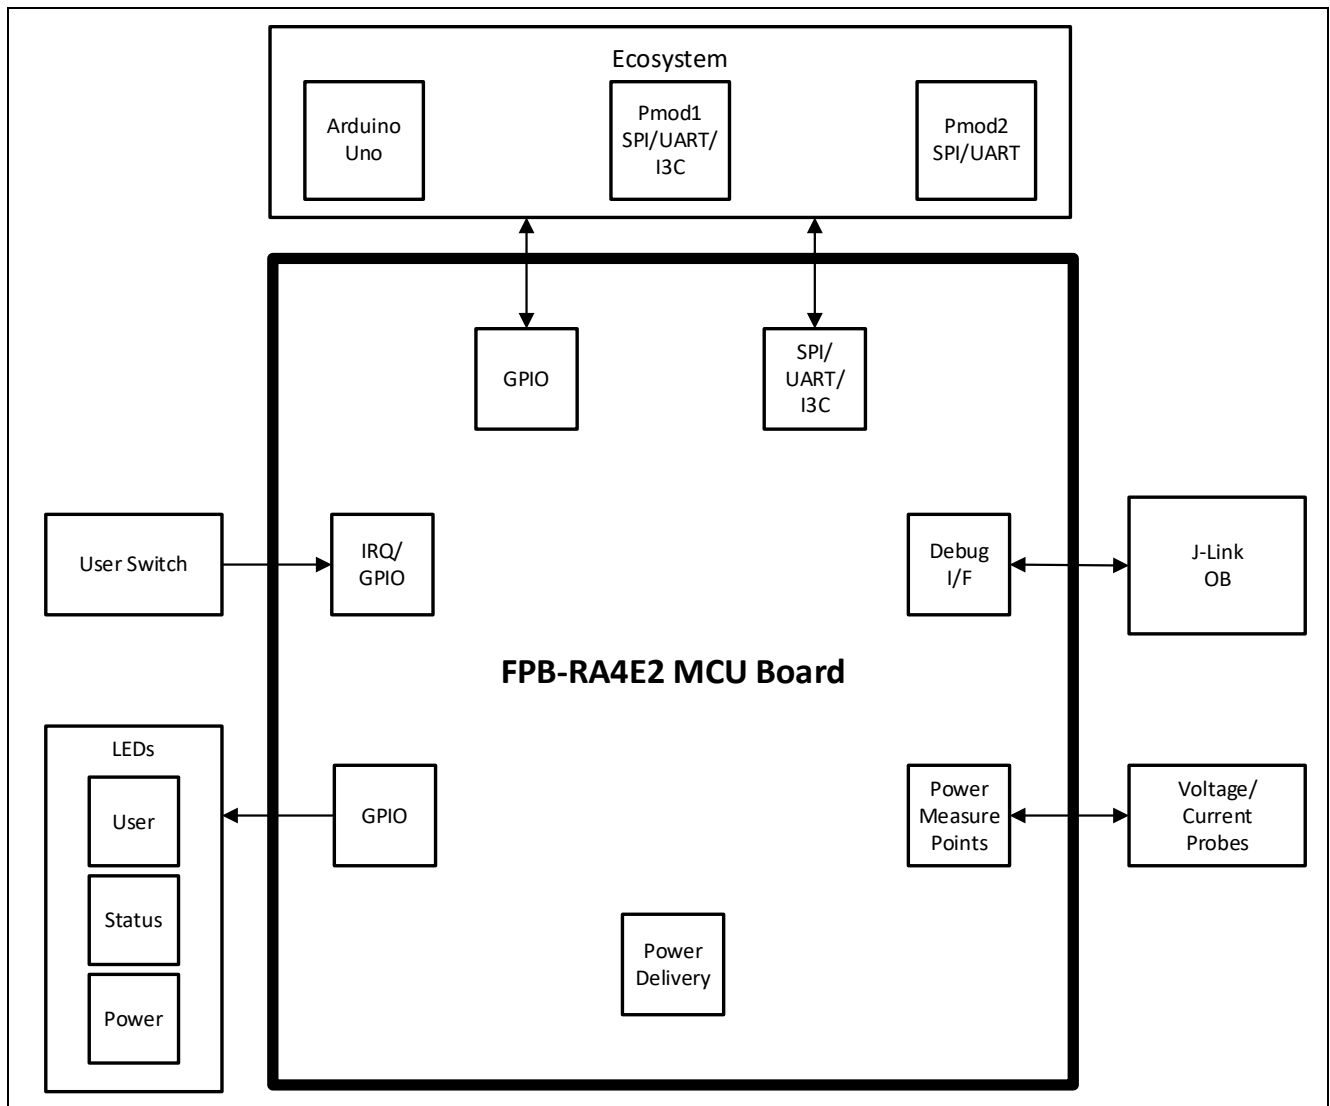 Ecosystem
Arduino
Uno
Pmod1
SPI/UART/
I3C
Pmod2
SPI/UART
GPIO
SPI/
UART/
I3C
User Switch
IRQ/
GPIO
Debug
I/F
J-Link
OB
FPB-RA4E2 MCU Board
LEDs
User
Status
Power
GPIO
Power
Measure
Points
Voltage/
Current
Probes
Power
Delivery